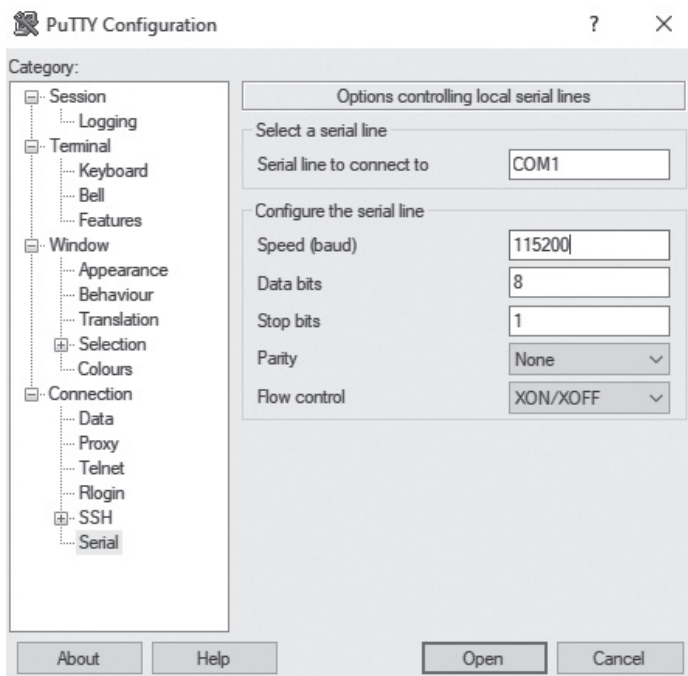 PuTTY Configuration
?
Category:
Session
Logging
Terminal
Keyboard
Bell
Features
Window
Appearance
Behaviour
Translation
Selection
Colours
Connection
Data
Proxy
Telnet
Rlogin
SSH
Serial
Options controlling local serial lines
Select a serial line
Serial line to connect to COM1
Configure the serial line
Speed (baud) 115200
Data bits 8
Stop bits 1
Parity None
Flow control XON/XOFF
About Help Open Cancel